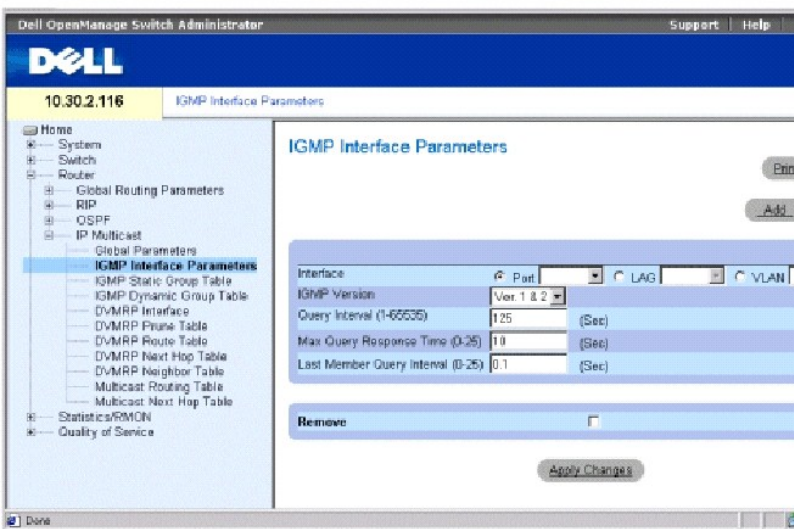 Dell OpenManage Switch Administrator
Support Help
DELL
10.30.2.116
IGMP Interface Parameters
Home
System
Switch
Router
Global Routing Parameters
RIP
OSPF
IP Multicast
Global Parameters
IGMP Interface Parameters
IGMP Static Group Table
IGMP Dynamic Group Table
DVMRP Interface
DVMRP Prune Table
DVMRP Route Table
DVMRP Next Hop Table
DVMRP Neighbor Table
Multicast Routing Table
Multicast Next Hop Table
Statistics/RMON
Quality of Service
IGMP Interface Parameters
Prin
Add
Interface Port LAG VLAN
IGMP Version Ver. 1 & 2
Query Interval (1-65535) 125 (Sec)
Max Query Response Time (0-25) 10 (Sec)
Last Member Query Interval (0-25) 0.1 (Sec)
Remove
Apply Changes
Done